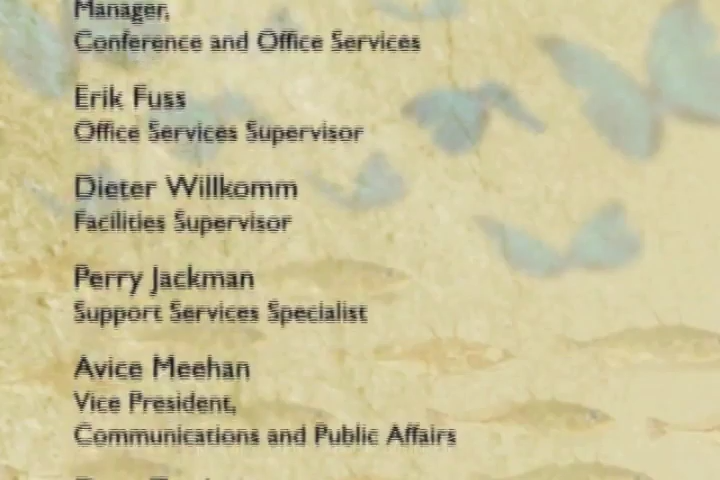 Manager,
Conference and Office Services
Erik Fuss
Office Services Supervisor
Dieter Willkomm
Facilities Supervisor
Perry Jackman
Support Services Specialist
Avice Meehan
Vice President,
Communications and Public Affairs